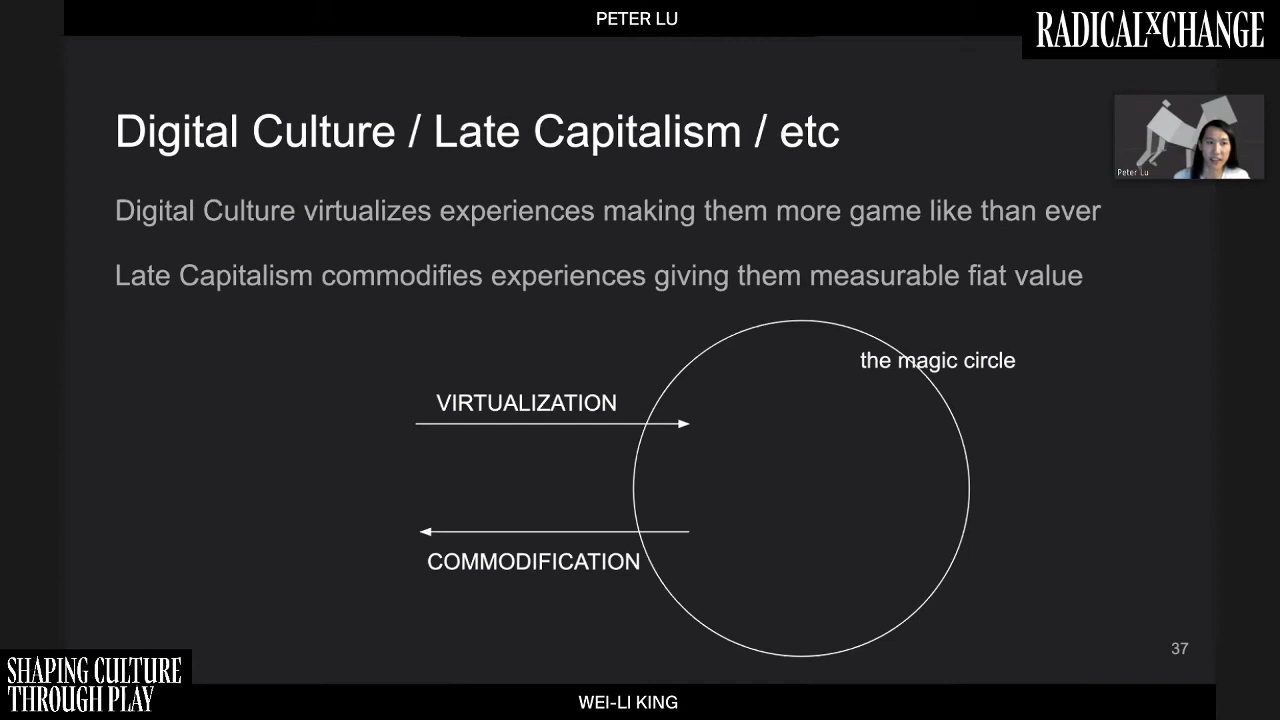 PETER LU
RADICALXCHANGE
Digital Culture / Late Capitalism / etc
Peter Lu
Digital Culture virtualizes experiences making them more game like than ever
Late Capitalism commodifies experiences giving them measurable fiat value
the magic circle
VIRTUALIZATION
COMMODIFICATION
37
SHAPING CULTURE
THROUGH PLAY
WEI-LI KING